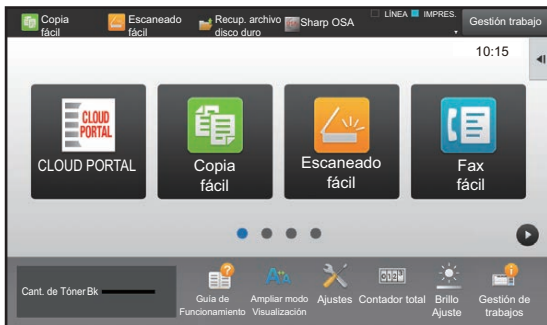 Copia
fácil
Escaneado
fácil
Recup. archivo
disco duro
Sharp OSA
LÍNEA
IMPRES.
Gestión trabajo
10:15
CLOUD
PORTAL
CLOUD PORTAL
Copia
fácil
Escaneado
fácil
Fax
fácil
Cant. de Tóner Bk
Guía de
Funcionamiento
Ampliar modo
Visualización
Ajustes
Contador total
Brillo
Ajuste
Gestión de
trabajos